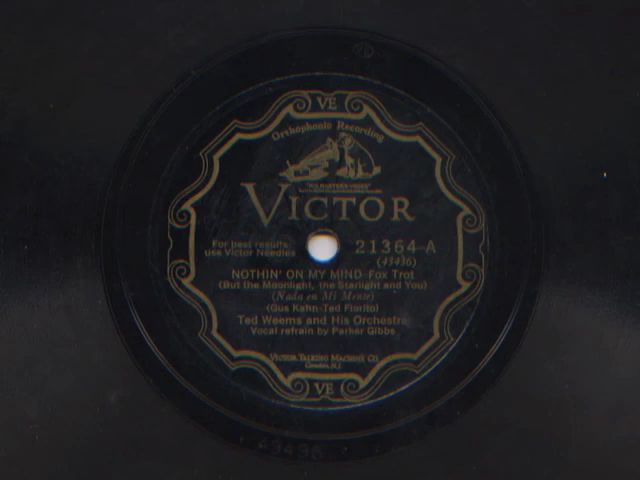 VE
Orthophonic Recording
"HIS MASTER'S VOICE"
VICTOR
For best results
use Victor Needles
21364-A
(43436)
NOTHIN' ON MY MIND-Fox Trot
(But the Moonlight, the Starlight and You)
(Nada en Mi Mente)
(Gus Kahn-Ted Fiorito)
Ted Weems and His Orchestra
Vocal refrain by Parker Gibbs
VICTOR TALKING MACHINE CO.
Camden, N.J.
VE
43436